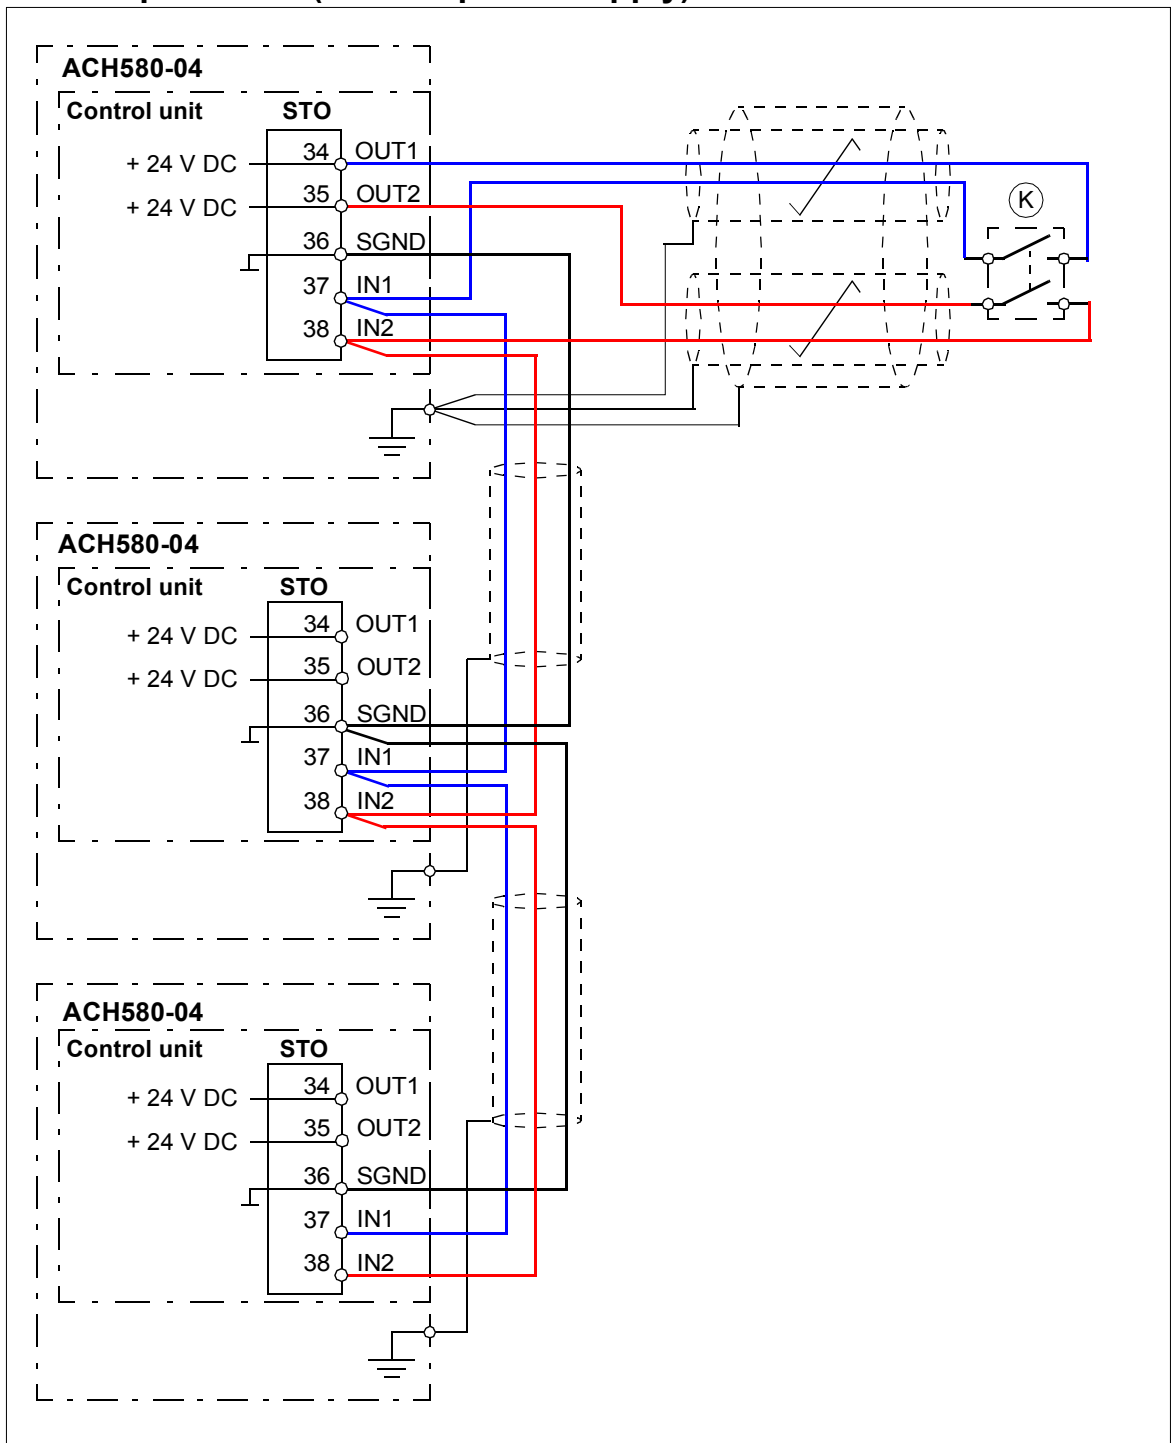 ACH580-04
Control unit STO
+ 24 V DC 34 OUT1
+ 24 V DC 35 OUT2
36 SGND
37 IN1
38 IN2
K
ACH580-04
Control unit STO
+ 24 V DC 34 OUT1
+ 24 V DC 35 OUT2
36 SGND
37 IN1
38 IN2
ACH580-04
Control unit STO
+ 24 V DC 34 OUT1
+ 24 V DC 35 OUT2
36 SGND
37 IN1
38 IN2